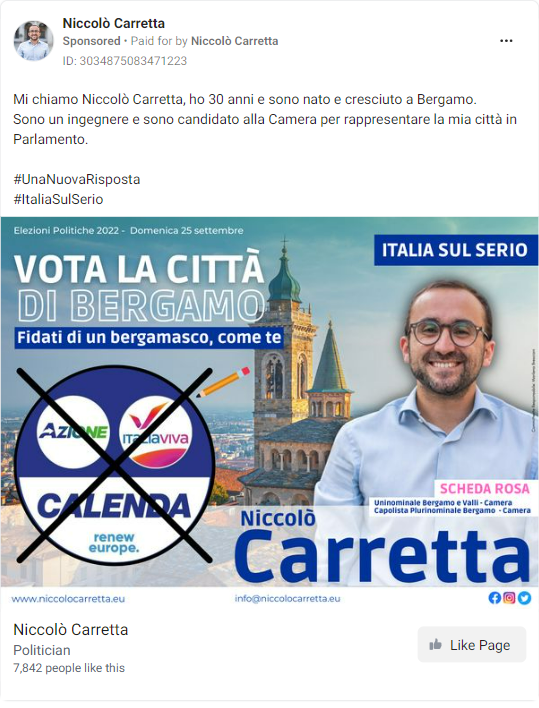 Niccolò Carretta
Sponsored • Paid for by Niccolò Carretta
ID: 3034875083471223
Mi chiamo Niccolò Carretta, ho 30 anni e sono nato e cresciuto a Bergamo.
Sono un ingegnere e sono candidato alla Camera per rappresentare la mia città in
Parlamento.
#UnaNuovaRisposta
#ItaliaSulSerio
Elezioni Politiche 2022 - Domenica 25 settembre
ITALIA SUL SERIO
VOTA LA CITTÀ
DI BERGAMO
Fidati di un bergamasco, come te
AZIONE
ITALIAVIVA
CALENDA
renew
europe.
SCHEDA ROSA
Uninominale Bergamo e Valli - Camera
Capolista Plurinominale Bergamo - Camera
Niccolò
Carretta
www.niccolocarretta.eu
info@niccolocarretta.eu
Niccolò Carretta
Politician
7,842 people like this
Like Page